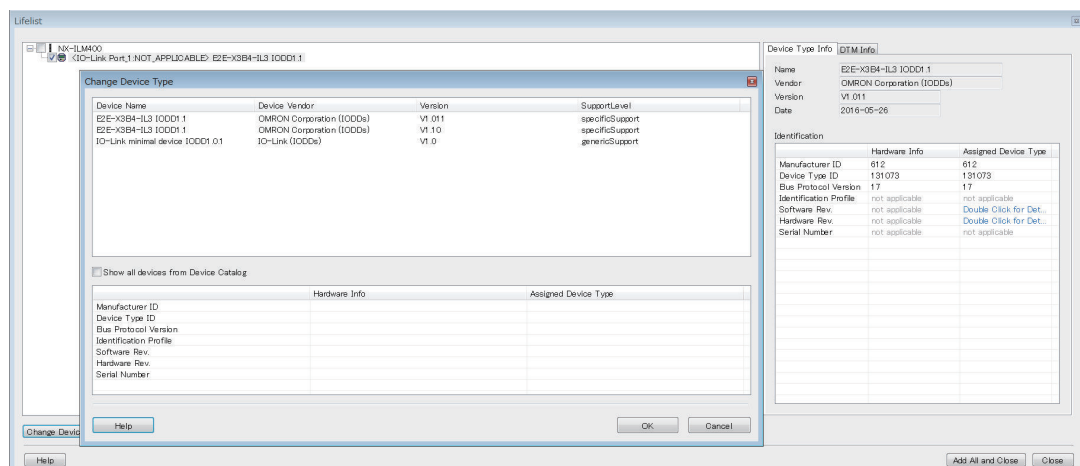 Lifelist
NX-ILM400
<IO-Link Port_1:NOT_APPLICABLE> E2E-X3B4-IL3 IODD1.1
Change Device Type
Device Name Device Vendor Version SupportLevel
E2E-X3B4-IL3 IODD1.1 OMRON Corporation (IODDs) V1.011 specificSupport
E2E-X3B4-IL3 IODD1.1 OMRON Corporation (IODDs) V1.10 specificSupport
IO-Link minimal device IODD1.0.1 IO-Link (IODDs) V1.0 genericSupport
Show all devices from Device Catalog
Hardware Info Assigned Device Type
Manufacturer ID
Device Type ID
Bus Protocol Version
Identification Profile
Software Rev.
Hardware Rev.
Serial Number
Help OK Cancel
Change Devic
Help
Device Type Info DTM Info
Name E2E-X3B4-IL3 IODD1.1
Vendor OMRON Corporation (IODDs)
Version V1.011
Date 2016-05-26
Identification
Hardware Info Assigned Device Type
Manufacturer ID 612 612
Device Type ID 131073 131073
Bus Protocol Version 17 17
Identification Profile not applicable not applicable
Software Rev. not applicable Double Click for Det...
Hardware Rev. not applicable Double Click for Det...
Serial Number not applicable not applicable
Add All and Close Close